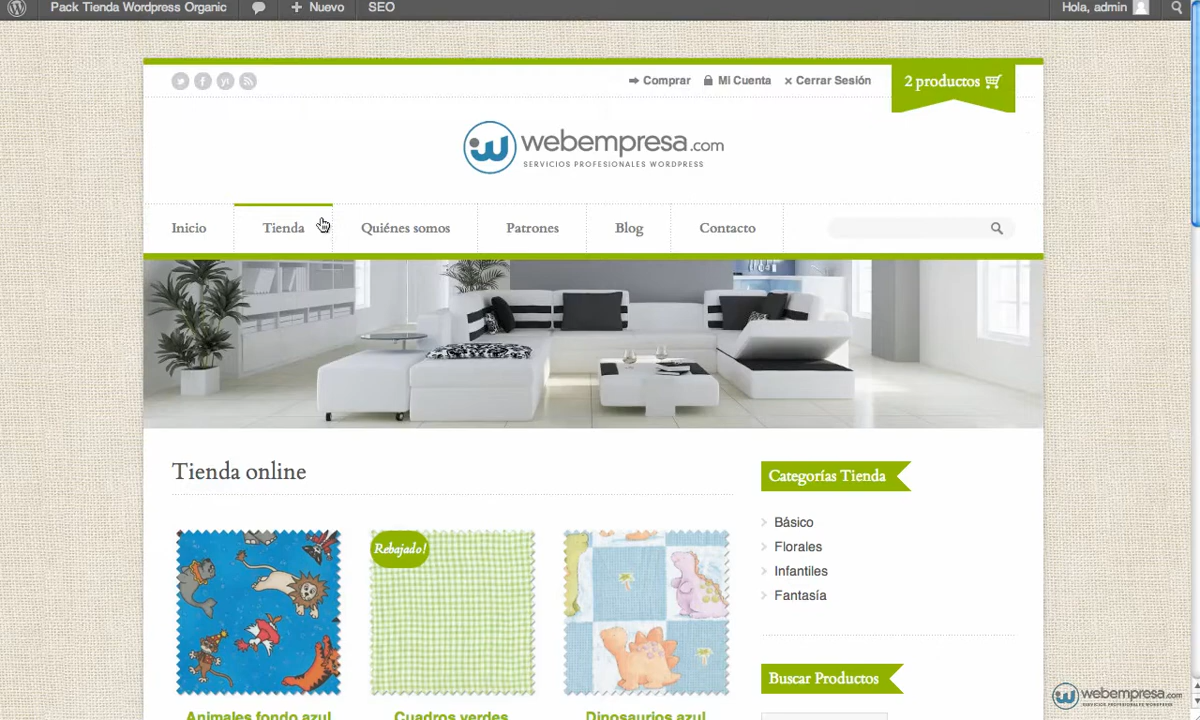 Pack Tienda Wordpress Organic
Nuevo
SEO
Hola, admin
Comprar
Mi Cuenta
Cerrar Sesión
2 productos
webempresa.com
SERVICIOS PROFESIONALES WORDPRESS
Inicio
Tienda
Quiénes somos
Patrones
Blog
Contacto
Tienda online
Categorías Tienda
Básico
Florales
Infantiles
Fantasía
Rebajado!
Buscar Productos
Animales fondo azul
Cuadros verdes
Dinosaurios azul
webempresa.com
SERVICIOS PROFESIONALES WORDPRESS